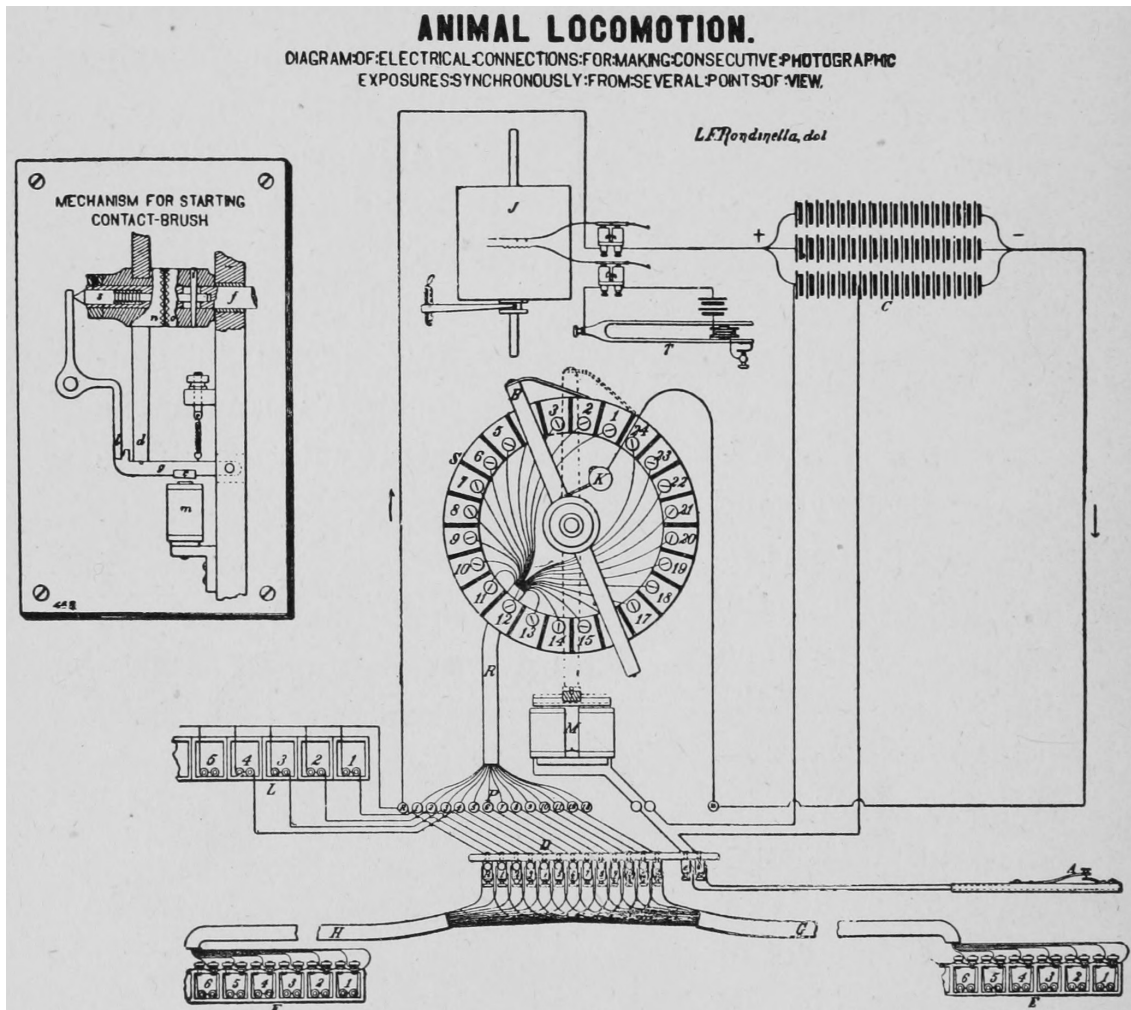 ANIMAL LOCOMOTION.
DIAGRAM:OF:ELECTRICAL:CONNECTIONS:FOR:MAKING:CONSECUTIVE:PHOTOGRAPHIC
EXPOSURES:SYNCHRONOUSLY:FROM:SEVERAL:POINTS:OF:VIEW.
L.F.Rondinella, del
MECHANISM FOR STARTING
CONTACT-BRUSH
s
n
o
f
b
d
g
e
m
J
+
−
C
T
B
S
K
3 2 1 24 23 22 21 20 19 18 17
15 14 13 12 11 10 9 8 7 6 5
R
M
5 4 3 2 1
L
P
D
A
H
G
6 5 4 3 2 1
F
6 5 4 3 2 1
E